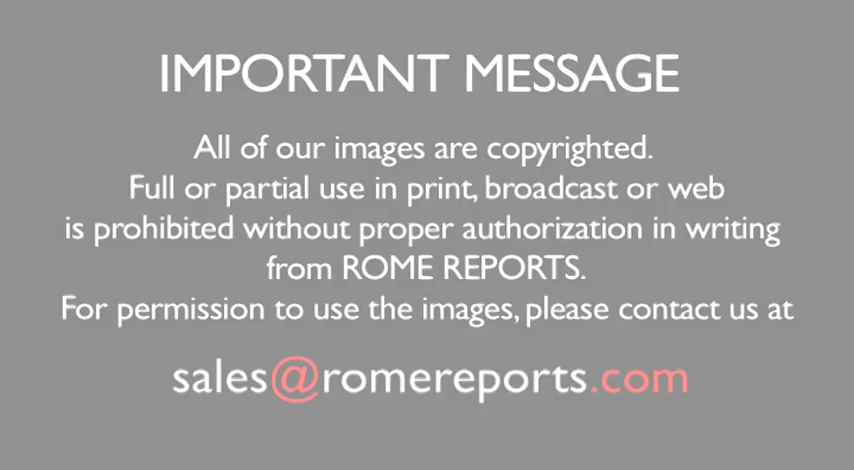 IMPORTANT MESSAGE
All of our images are copyrighted.
Full or partial use in print, broadcast or web
is prohibited without proper authorization in writing
from ROME REPORTS.
For permission to use the images, please contact us at
sales@romereports.com